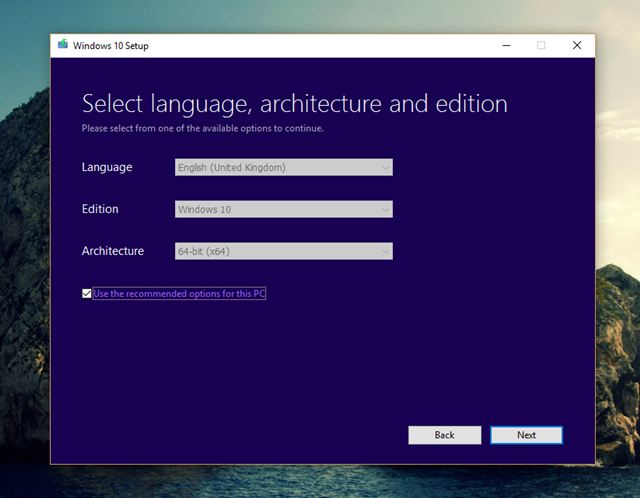 Windows 10 Setup
Select language, architecture and edition
Please select from one of the available options to continue.
Language
English (United Kingdom)
Edition
Windows 10
Architecture
64-bit (x64)
Use the recommended options for this PC
Back
Next